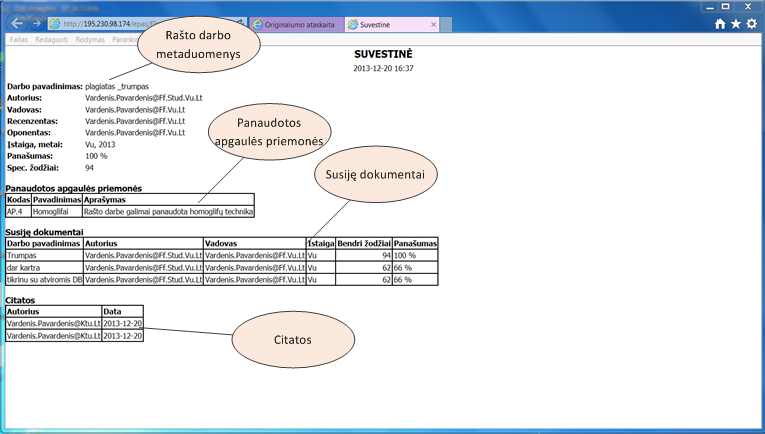 http://195.230.98.174/epas/
Originalumo ataskaita
Suvestinė
Failas Redaguoti Rodymas
Rašto darbo
metaduomenys
SUVESTINĖ
2013-12-20 16:37
Darbo pavadinimas: plagiatas _trumpas
Autorius: Vardenis.Pavardenis@Ff.Stud.Vu.Lt
Vadovas: Vardenis.Pavardenis@Ff.Vu.Lt
Recenzentas: Vardenis.Pavardenis@Ff.Vu.Lt
Oponentas: Vardenis.Pavardenis@Ff.Vu.Lt
Įstaiga, metai: Vu, 2013
Panašumas: 100 %
Spec. žodžiai: 94
Panaudotos
apgaulės priemonės
Susiję dokumentai
Panaudotos apgaulės priemonės
Kodas Pavadinimas Aprašymas
AP.4 Homoglifai Rašto darbe galimai panaudota homoglifų technika
Susiję dokumentai
Darbo pavadinimas Autorius Vadovas Įstaiga Bendri žodžiai Panašumas
Trumpas Vardenis.Pavardenis@Ff.Stud.Vu.Lt Vardenis.Pavardenis@Ff.Vu.Lt Vu 94 100 %
dar kartra Vardenis.Pavardenis@Ff.Stud.Vu.Lt Vardenis.Pavardenis@Ff.Vu.Lt Vu 62 66 %
tikrinu su atviromis DB Vardenis.Pavardenis@Ff.Stud.Vu.Lt Vardenis.Pavardenis@Ff.Vu.Lt Vu 62 66 %
Citatos
Autorius Data
Vardenis.Pavardenis@Ktu.Lt 2013-12-20
Vardenis.Pavardenis@Ktu.Lt 2013-12-20
Citatos